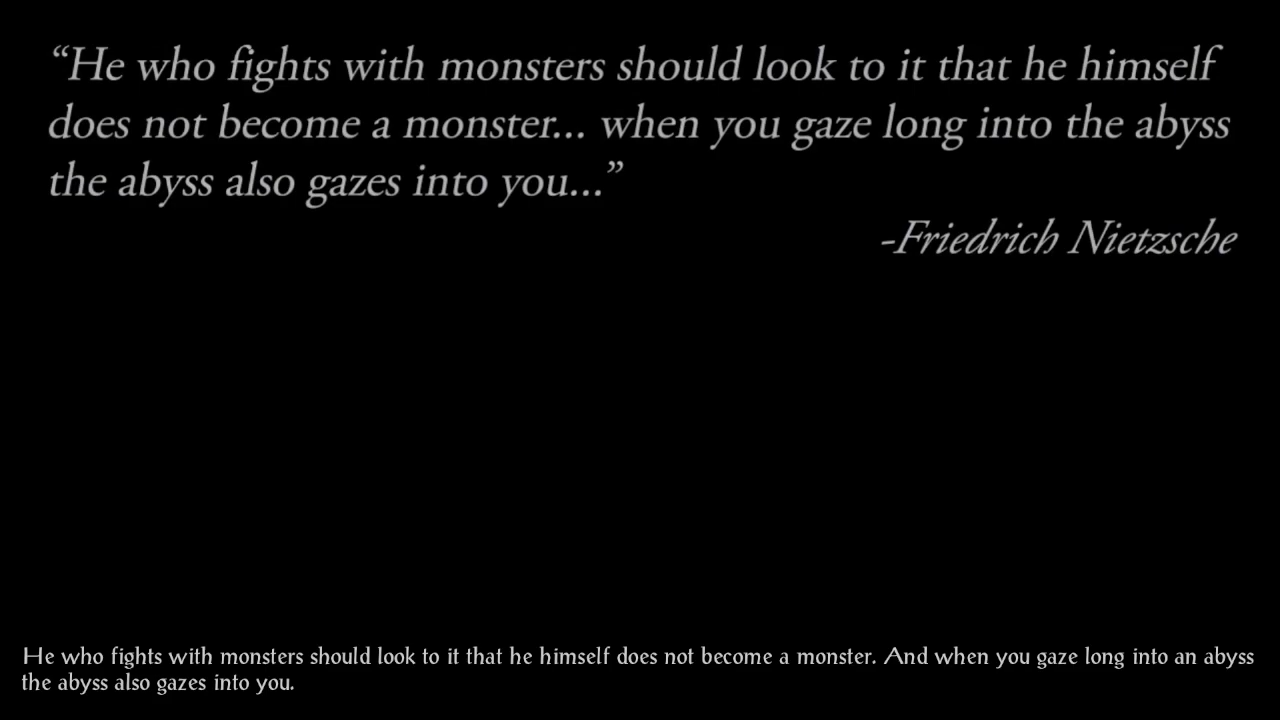 “He who fights with monsters should look to it that he himself
does not become a monster... when you gaze long into the abyss
the abyss also gazes into you...”
-Friedrich Nietzsche
He who fights with monsters should look to it that he himself does not become a monster. And when you gaze long into an abyss
the abyss also gazes into you.